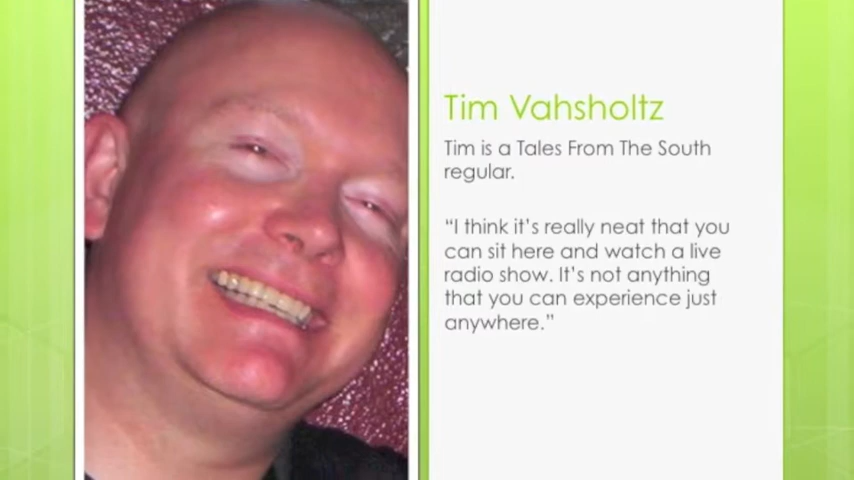 Tim Vahsholtz
Tim is a Tales From The South
regular.
“I think it’s really neat that you
can sit here and watch a live
radio show. It’s not anything
that you can experience just
anywhere.”